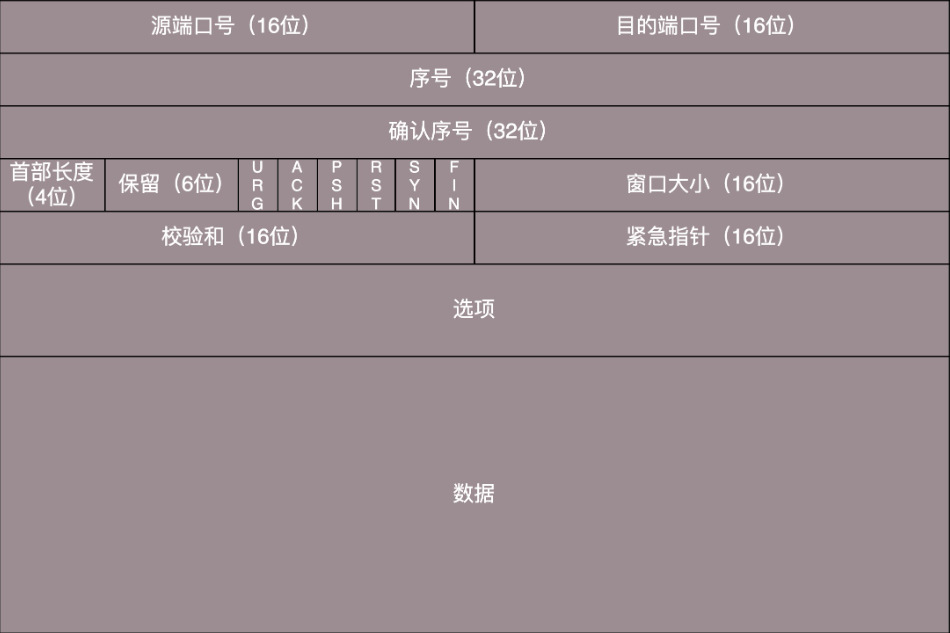 源端口号（16位）
目的端口号（16位）
序号（32位）
确认序号（32位）
首部长度
（4位）
保留（6位）
URG
ACK
PSH
RST
SYN
FIN
窗口大小（16位）
校验和（16位）
紧急指针（16位）
选项
数据